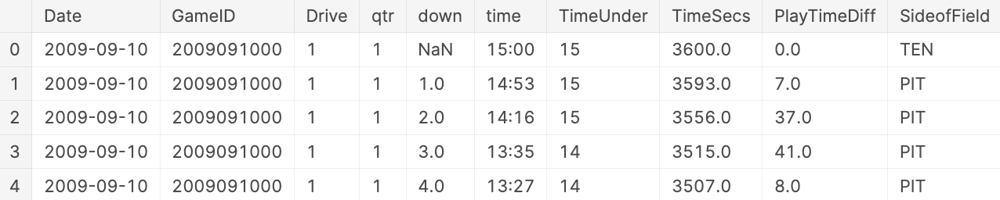 Date GameID Drive qtr down time TimeUnder TimeSecs PlayTimeDiff SideofField
0 2009-09-10 2009091000 1 1 NaN 15:00 15 3600.0 0.0 TEN
1 2009-09-10 2009091000 1 1 1.0 14:53 15 3593.0 7.0 PIT
2 2009-09-10 2009091000 1 1 2.0 14:16 15 3556.0 37.0 PIT
3 2009-09-10 2009091000 1 1 3.0 13:35 14 3515.0 41.0 PIT
4 2009-09-10 2009091000 1 1 4.0 13:27 14 3507.0 8.0 PIT